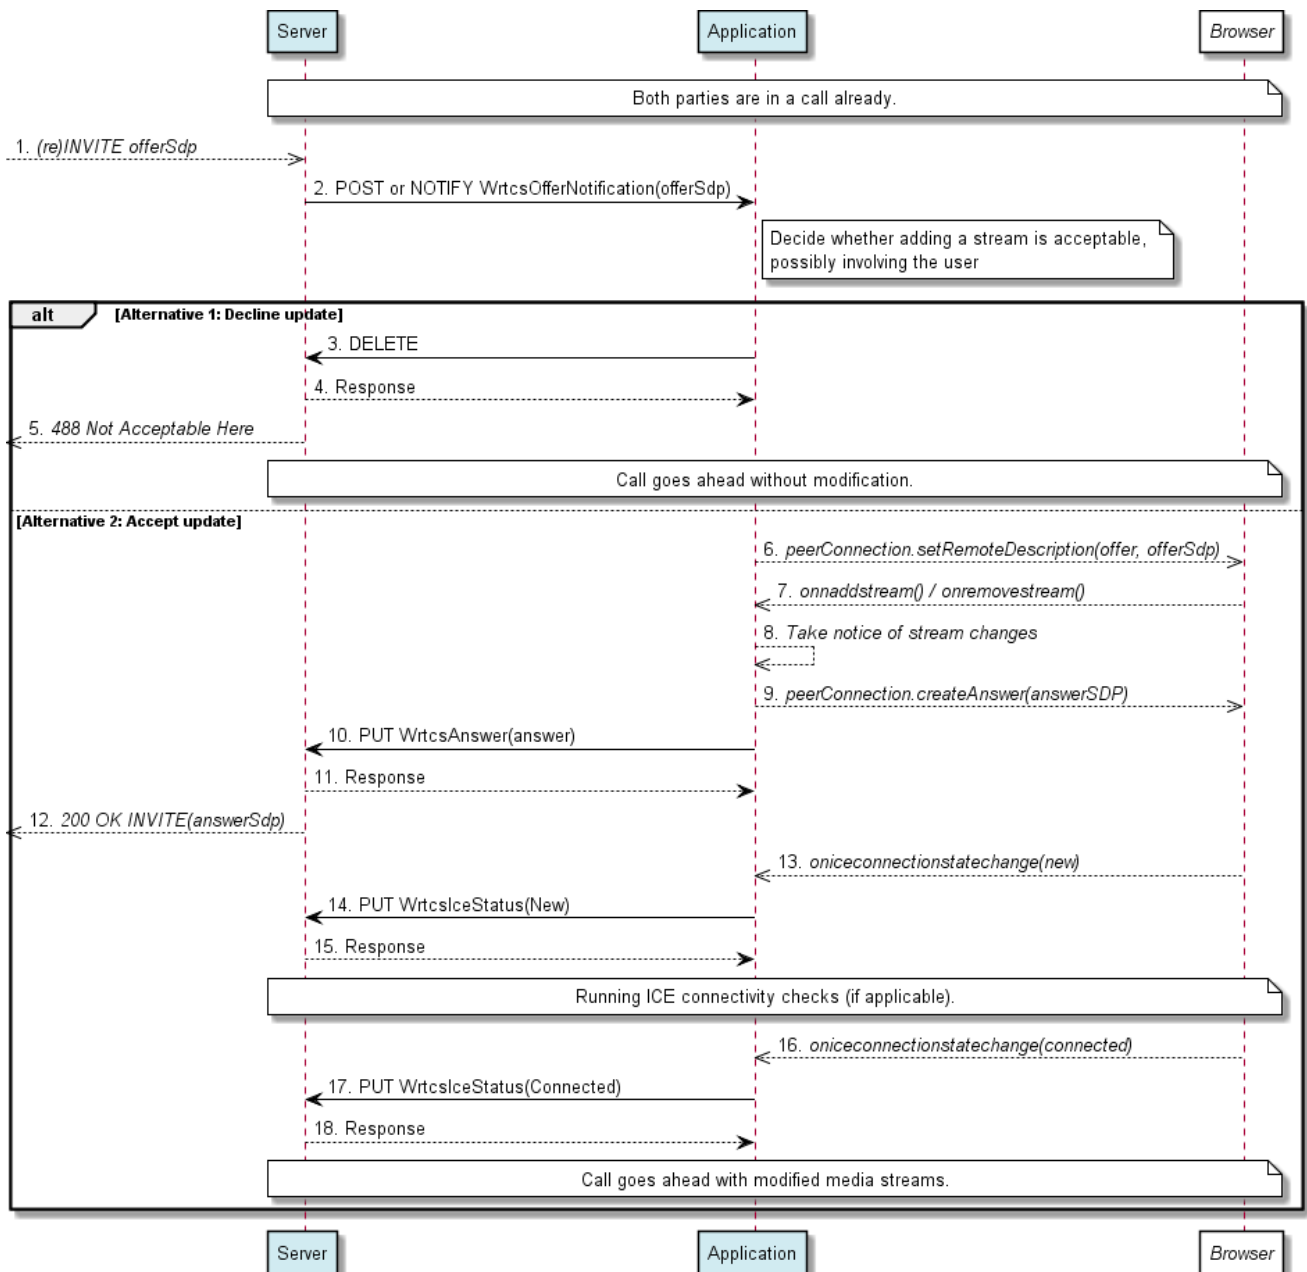 Server
Application
Browser
Both parties are in a call already.
1. (re)INVITE offerSdp
2. POST or NOTIFY WrtcsOfferNotification(offerSdp)
Decide whether adding a stream is acceptable,
possibly involving the user
alt
[Alternative 1: Decline update]
3. DELETE
4. Response
5. 488 Not Acceptable Here
Call goes ahead without modification.
[Alternative 2: Accept update]
6. peerConnection.setRemoteDescription(offer, offerSdp)
7. onnaddstream() / onremovestream()
8. Take notice of stream changes
9. peerConnection.createAnswer(answerSDP)
10. PUT WrtcsAnswer(answer)
11. Response
12. 200 OK INVITE(answerSdp)
13. oniceconnectionstatechange(new)
14. PUT WrtcsIceStatus(New)
15. Response
Running ICE connectivity checks (if applicable).
16. oniceconnectionstatechange(connected)
17. PUT WrtcsIceStatus(Connected)
18. Response
Call goes ahead with modified media streams.
Server
Application
Browser